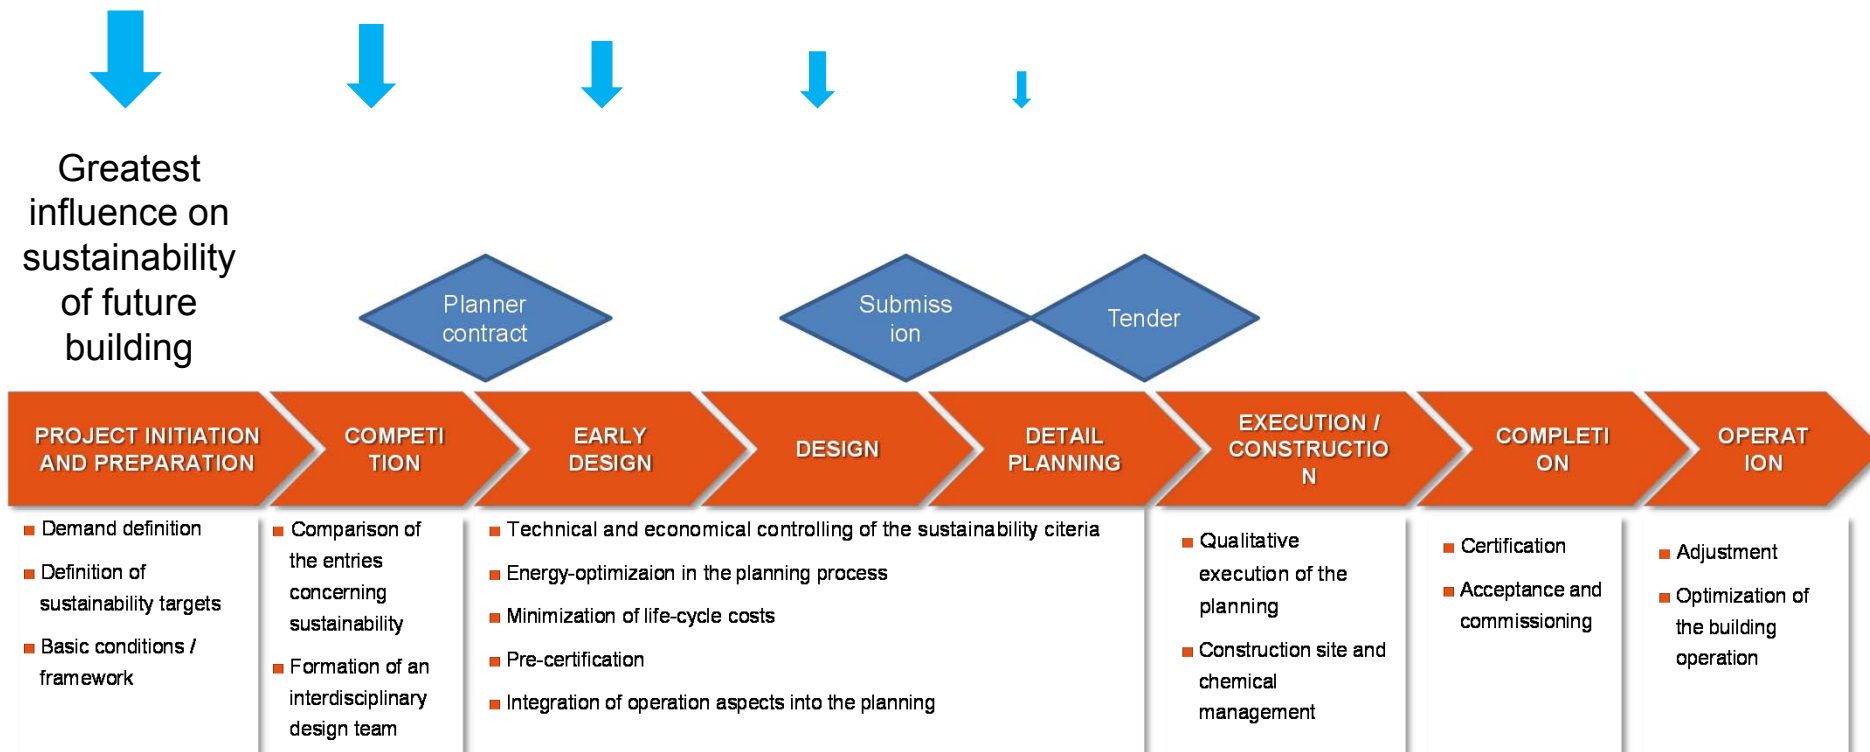 Greatest
influence on
sustainability
of future
building
Planner
contract
Submiss
ion
Tender
PROJECT INITIATION
AND PREPARATION
COMPETI
TION
EARLY
DESIGN
DESIGN
DETAIL
PLANNING
EXECUTION /
CONSTRUCTIO
N
COMPLETI
ON
OPERAT
ION
Demand definition
Definition of
sustainability targets
Basic conditions /
framework
Comparison of
the entries
concerning
sustainability
Formation of an
interdisciplinary
design team
Technical and economical controlling of the sustainability citeria
Energy-optimizaion in the planning process
Minimization of life-cycle costs
Pre-certification
Integration of operation aspects into the planning
Qualitative
execution of the
planning
Construction site and
chemical
management
Certification
Acceptance and
commissioning
Adjustment
Optimization of
the building
operation